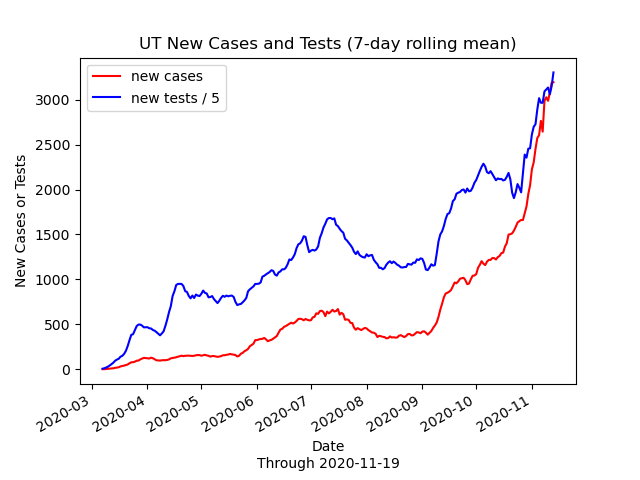 UT New Cases and Tests (7-day rolling mean)
new cases
new tests / 5
New Cases or Tests
3000
2500
2000
1500
1000
500
0
2020-03
2020-04
2020-05
2020-06
2020-07
2020-08
2020-09
2020-10
2020-11
Date
Through 2020-11-19